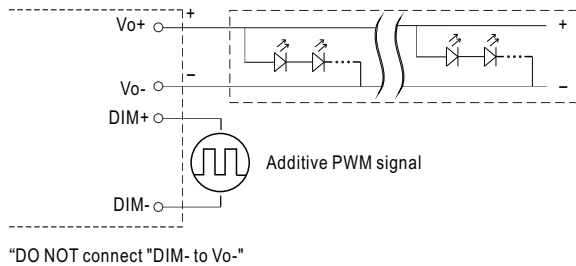 Vo+
+
+
Vo-
−
−
DIM+
Additive PWM signal
DIM-
“DO NOT connect "DIM- to Vo-"